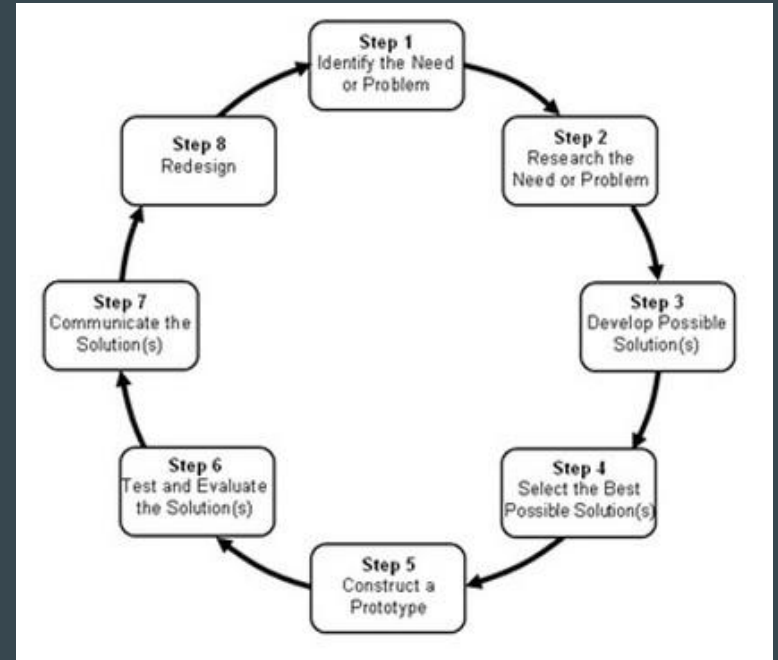 Step 1
Identify the Need
or Problem
Step 2
Research the
Need or Problem
Step 3
Develop Possible
Solution(s)
Step 4
Select the Best
Possible Solution(s)
Step 5
Construct a
Prototype
Step 6
Test and Evaluate
the Solution(s)
Step 7
Communicate the
Solution(s)
Step 8
Redesign